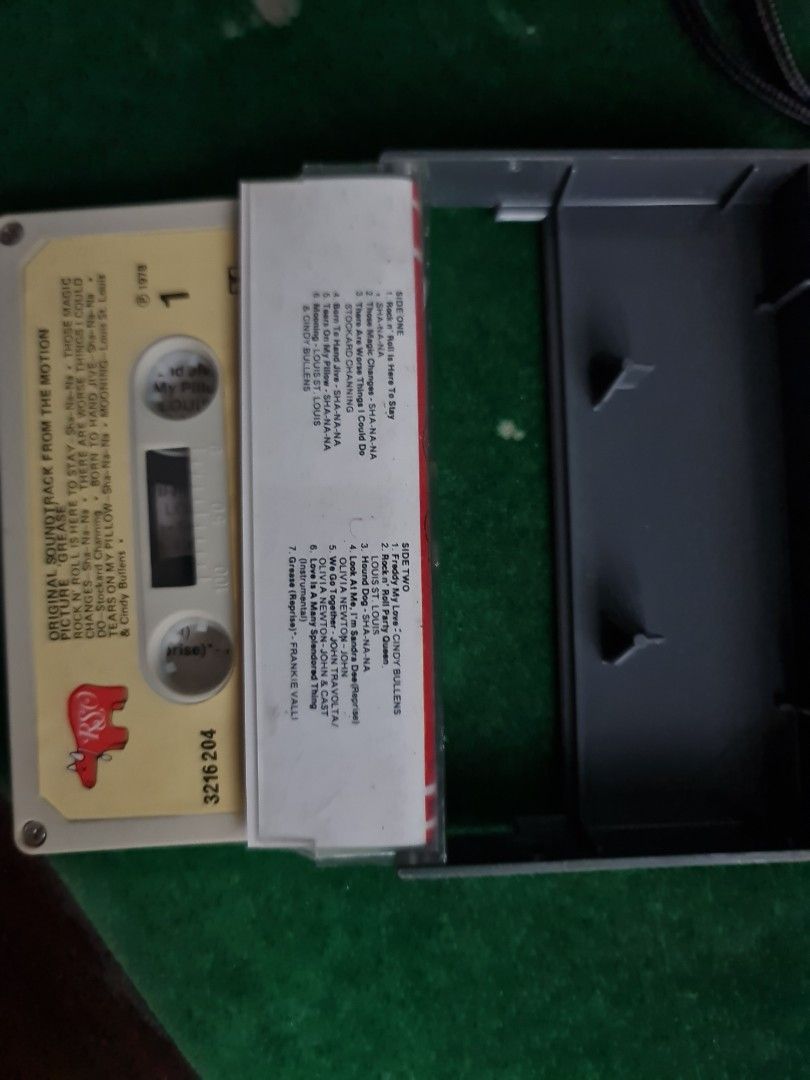 ORIGINAL SOUNDTRACK FROM THE MOTION
PICTURE "GREASE"
ROCK N' ROLL IS HERE TO STAY -Sha-Na-Na • THOSE MAGIC
CHANGES -Sha-Na-Na • THERE ARE WORSE THINGS I COULD
DO -Stockard Channing • BORN TO HAND JIVE -Sha-Na-Na •
TEARS ON MY PILLOW -Sha-Na-Na • MOONING -Louis St. Louis
& Cindy Bullens •
℗ 1978
1
My
RSO
3216 204
SIDE ONE
1. Rock n' Roll Is Here To Stay
- SHA-NA-NA
2 Those Magic Changes - SHA-NA-NA
3 There Are Worse Things I Could Do
STOCKARD CHANNING
4. Born To Hand Jive - SHA-NA-NA
5 Tears On My Pillow - SHA-NA-NA
6 Mooning - LOUIS ST. LOUIS
& CINDY BULLENS
SIDE TWO
1. Freddy My Love - CINDY BULLENS
2. Rock n' Roll Party Queen
LOUIS ST. LOUIS
3. Hound Dog - SHA-NA-NA
4. Look At Me, I'm Sandra Dee (Reprise)
OLIVIA NEWTON-JOHN
5. We Go Together - JOHN TRAVOLTA/
OLIVIA NEWTON-JOHN & CAST
6. Love Is A Many Splendored Thing
(Instrumental)
7. Grease (Reprise)* - FRANKIE VALLI